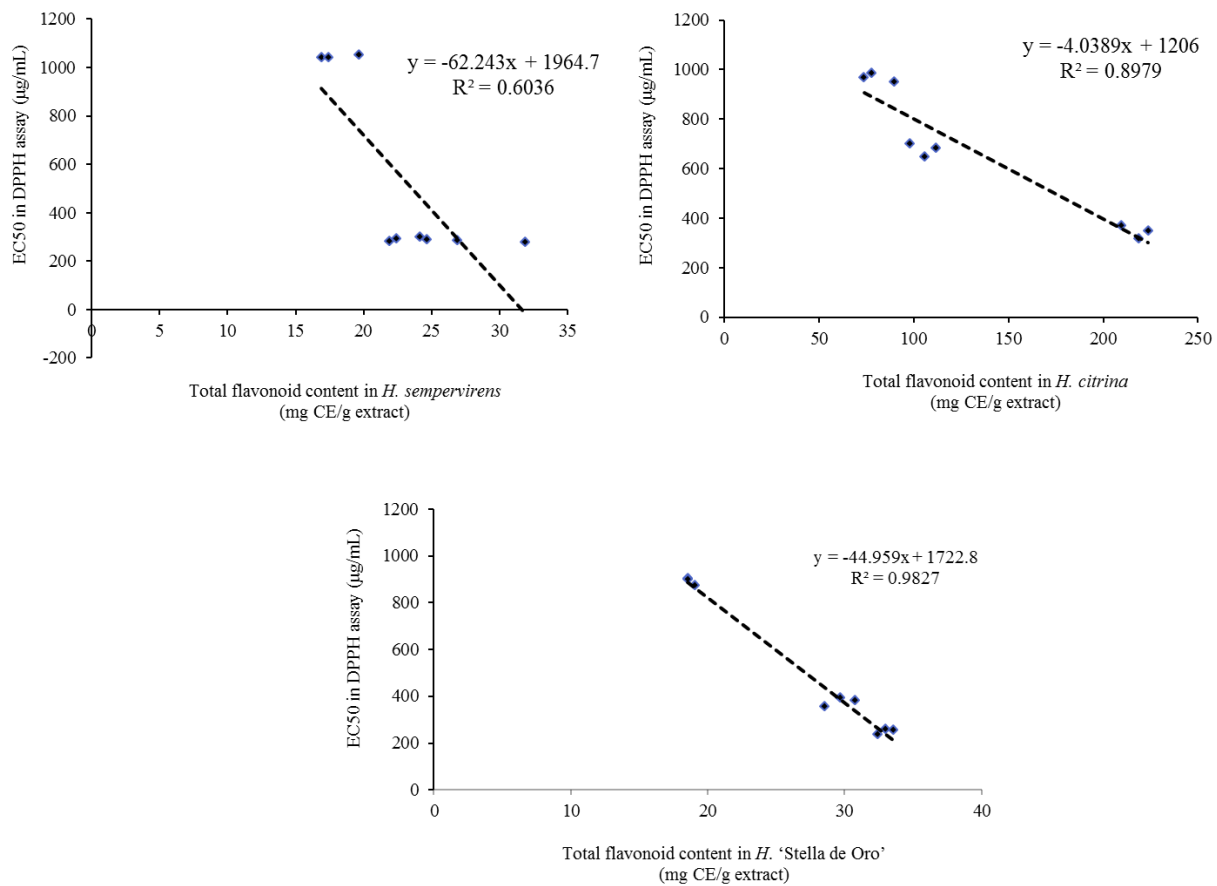 1200
1000
800
600
400
200
0
-200
0
5
10
15
20
25
30
35
EC50 in DPPH assay (µg/mL)
y = -62.243x + 1964.7
R² = 0.6036
Total flavonoid content in H. sempervirens
(mg CE/g extract)
1200
1000
800
600
400
200
0
0
50
100
150
200
250
EC50 in DPPH assay (µg/mL)
y = -4.0389x + 1206
R² = 0.8979
Total flavonoid content in H. citrina
(mg CE/g extract)
1200
1000
800
600
400
200
0
0
10
20
30
40
EC50 in DPPH assay (µg/mL)
y = -44.959x + 1722.8
R² = 0.9827
Total flavonoid content in H. ‘Stella de Oro’
(mg CE/g extract)